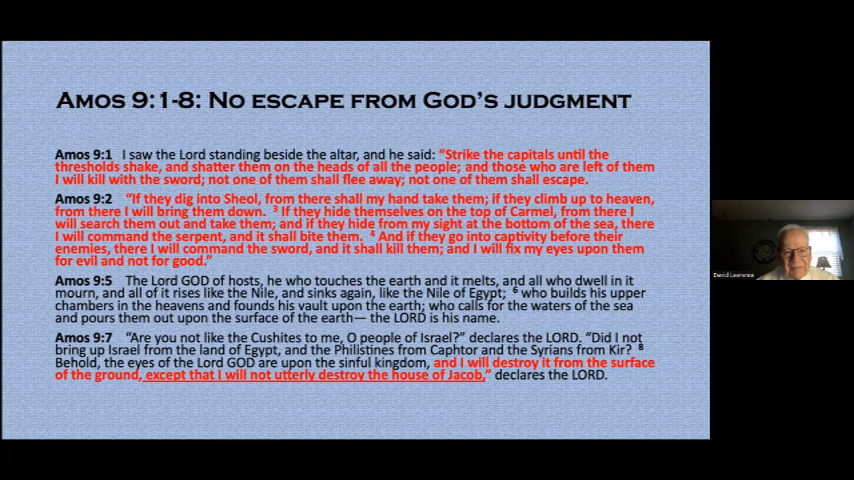 AMOS 9:1-8: NO ESCAPE FROM GOD'S JUDGMENT
Amos 9:1 I saw the Lord standing beside the altar, and he said: “Strike the capitals until the
thresholds shake, and shatter them on the heads of all the people; and those who are left of them
I will kill with the sword; not one of them shall flee away; not one of them shall escape.
Amos 9:2 “If they dig into Sheol, from there shall my hand take them; if they climb up to heaven,
from there I will bring them down. 3 If they hide themselves on the top of Carmel, from there I
will search them out and take them; and if they hide from my sight at the bottom of the sea, there
I will command the serpent, and it shall bite them. 4 And if they go into captivity before their
enemies, there I will command the sword, and it shall kill them; and I will fix my eyes upon them
for evil and not for good.”
Amos 9:5 The Lord GOD of hosts, he who touches the earth and it melts, and all who dwell in it
mourn, and all of it rises like the Nile, and sinks again, like the Nile of Egypt; 6 who builds his upper
chambers in the heavens and founds his vault upon the earth; who calls for the waters of the sea
and pours them out upon the surface of the earth— the LORD is his name.
Amos 9:7 “Are you not like the Cushites to me, O people of Israel?” declares the LORD. “Did I not
bring up Israel from the land of Egypt, and the Philistines from Caphtor and the Syrians from Kir? 8
Behold, the eyes of the Lord GOD are upon the sinful kingdom, and I will destroy it from the surface
of the ground, except that I will not utterly destroy the house of Jacob,” declares the LORD.
David Lawrence